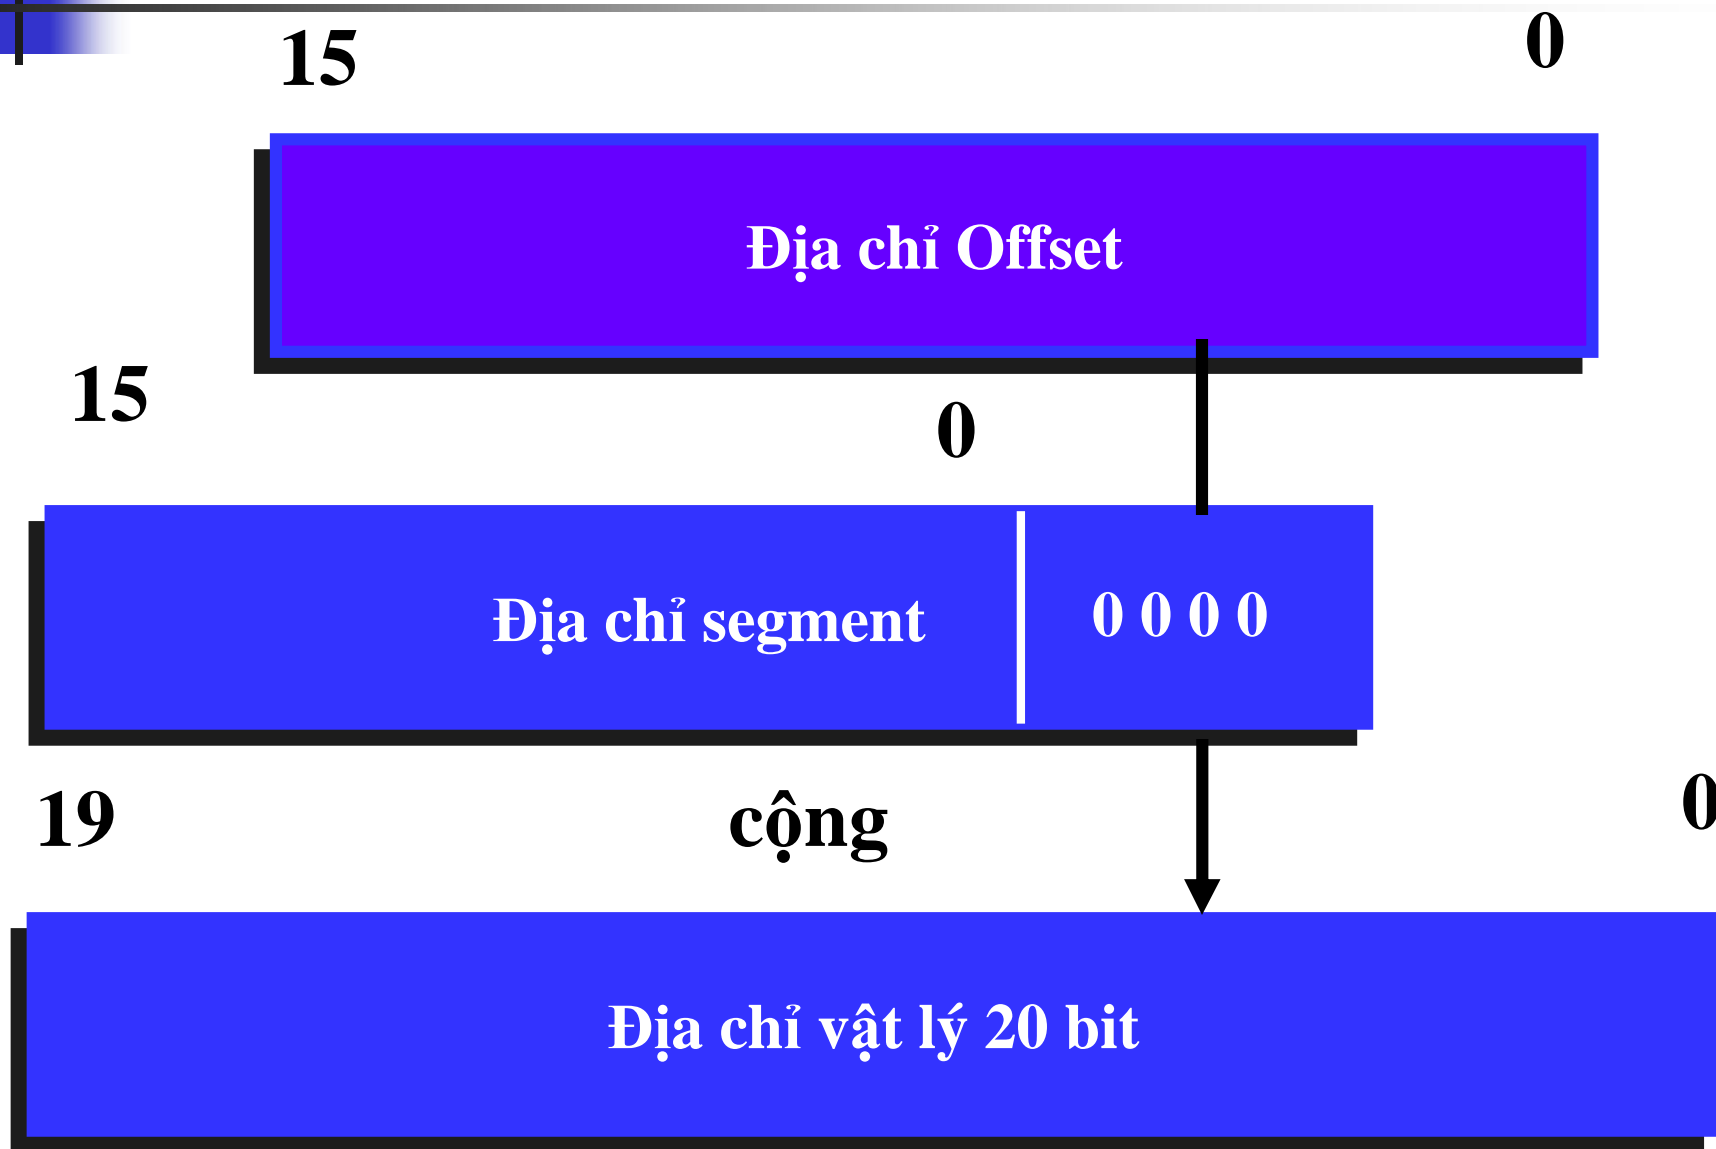 15 0
Địa chỉ Offset
15 0
Địa chỉ segment 0 0 0 0
19 cộng 0
Địa chỉ vật lý 20 bit